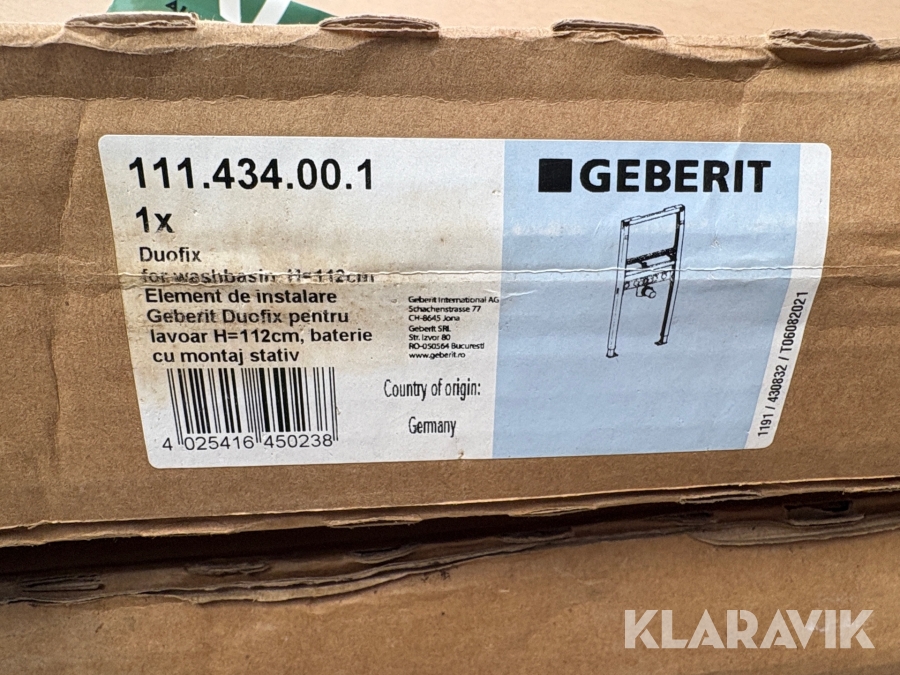 111.434.00.1
1x
Duofix
for washbasin H=112cm
Element de instalare
Geberit Duofix pentru
lavoar H=112cm, baterie
cu montaj stativ
4 025416 450238
Geberit International AG
Schachenstrasse 77
CH-8645 Jona
Geberit SRL
Str. Izvor 80
RO-050564 Bucuresti
www.geberit.ro
Country of origin:
Germany
GEBERIT
1191 / 430832 / T06082021
KLARAVIK